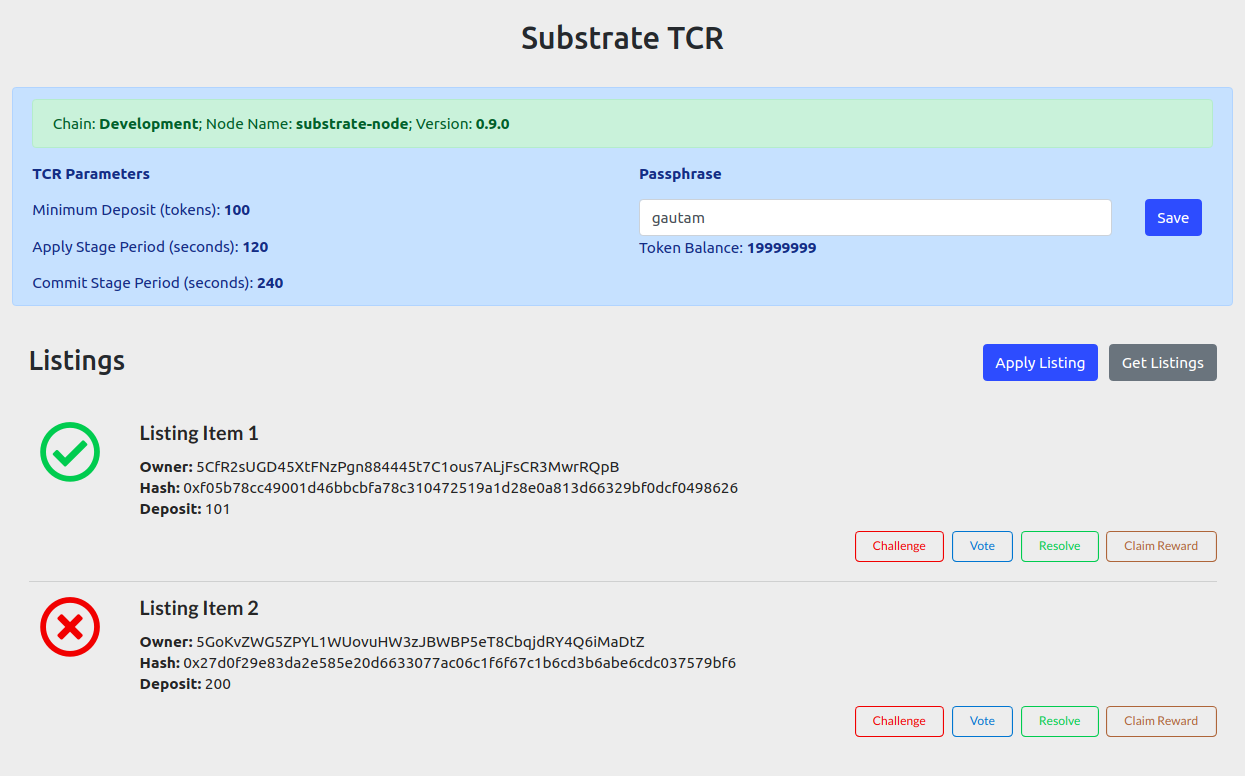 Substrate TCR
Chain: Development; Node Name: substrate-node; Version: 0.9.0
TCR Parameters
Minimum Deposit (tokens): 100
Apply Stage Period (seconds): 120
Commit Stage Period (seconds): 240
Passphrase
gautam
Save
Token Balance: 19999999
Listings
Apply Listing
Get Listings
Listing Item 1
Owner: 5CfR2sUGD45XtFNzPgn884445t7C1ous7ALjFsCR3MwrRQpB
Hash: 0xf05b78cc49001d46bbcbfa78c310472519a1d28e0a813d66329bf0dcf0498626
Deposit: 101
Challenge
Vote
Resolve
Claim Reward
Listing Item 2
Owner: 5GoKvZWG5ZPYL1WUovuHW3zJBWBP5eT8CbqjdRY4Q6iMaDtZ
Hash: 0x27d0f29e83da2e585e20d6633077ac06c1f6f67c1b6cd3b6abe6cdc037579bf6
Deposit: 200
Challenge
Vote
Resolve
Claim Reward